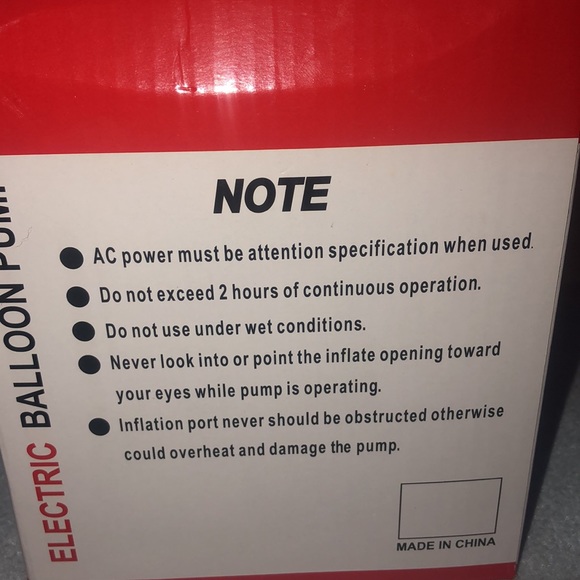 NOTE
● AC power must be attention specification when used.
● Do not exceed 2 hours of continuous operation.
● Do not use under wet conditions.
● Never look into or point the inflate opening toward
your eyes while pump is operating.
● Inflation port never should be obstructed otherwise
could overheat and damage the pump.
MADE IN CHINA
ELECTRIC BALLOON PUMP